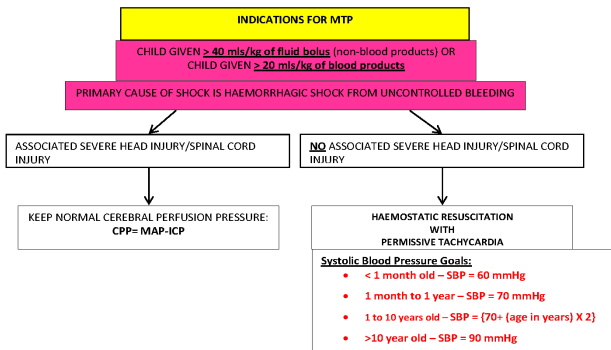 INDICATIONS FOR MTP
CHILD GIVEN > 40 mls/kg of fluid bolus (non-blood products) OR
CHILD GIVEN > 20 mls/kg of blood products
PRIMARY CAUSE OF SHOCK IS HAEMORRHAGIC SHOCK FROM UNCONTROLLED BLEEDING
ASSOCIATED SEVERE HEAD INJURY/SPINAL CORD
INJURY
NO ASSOCIATED SEVERE HEAD INJURY/SPINAL CORD
INJURY
KEEP NORMAL CEREBRAL PERFUSION PRESSURE:
CPP= MAP-ICP
HAEMOSTATIC RESUSCITATION
WITH
PERMISSIVE TACHYCARDIA
Systolic Blood Pressure Goals:
• < 1 month old – SBP = 60 mmHg
• 1 month to 1 year – SBP = 70 mmHg
• 1 to 10 years old – SBP = {70+ (age in years) X 2}
• >10 year old – SBP = 90 mmHg